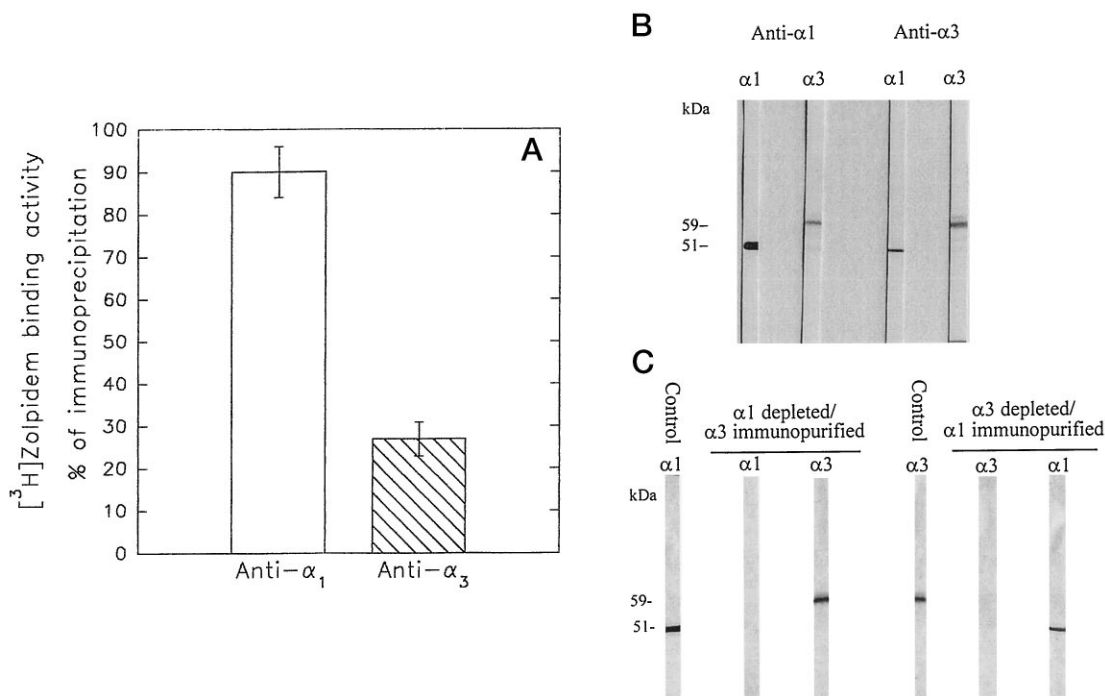 A
[³H]Zolpidem binding activity
% of immunoprecipitation
100
90
80
70
60
50
40
30
20
10
0
Anti-α₁ Anti-α₃
B
Anti-α1 Anti-α3
α1 α3 α1 α3
kDa
59-
51-
C
Control
α1 depleted/
α3 immunopurified
Control
α3 depleted/
α1 immunopurified
α1 α1 α3 α3 α3 α1
kDa
59-
51-